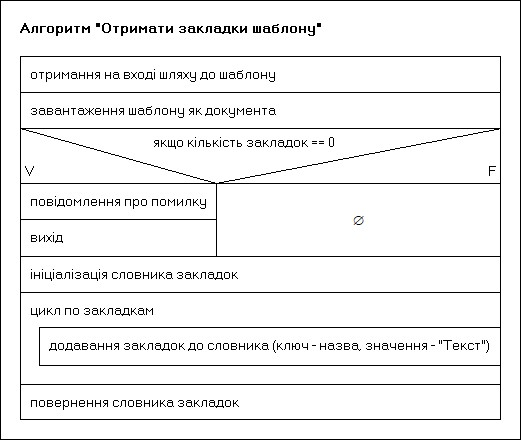 Алгоритм "Отримати закладки шаблону"
отримання на вході шляху до шаблону
завантаження шаблону як документа
якщо кількість закладок == 0
V
F
повідомлення про помилку
∅
вихід
ініціалізація словника закладок
цикл по закладкам
додавання закладок до словника (ключ - назва, значення - "Текст")
повернення словника закладок